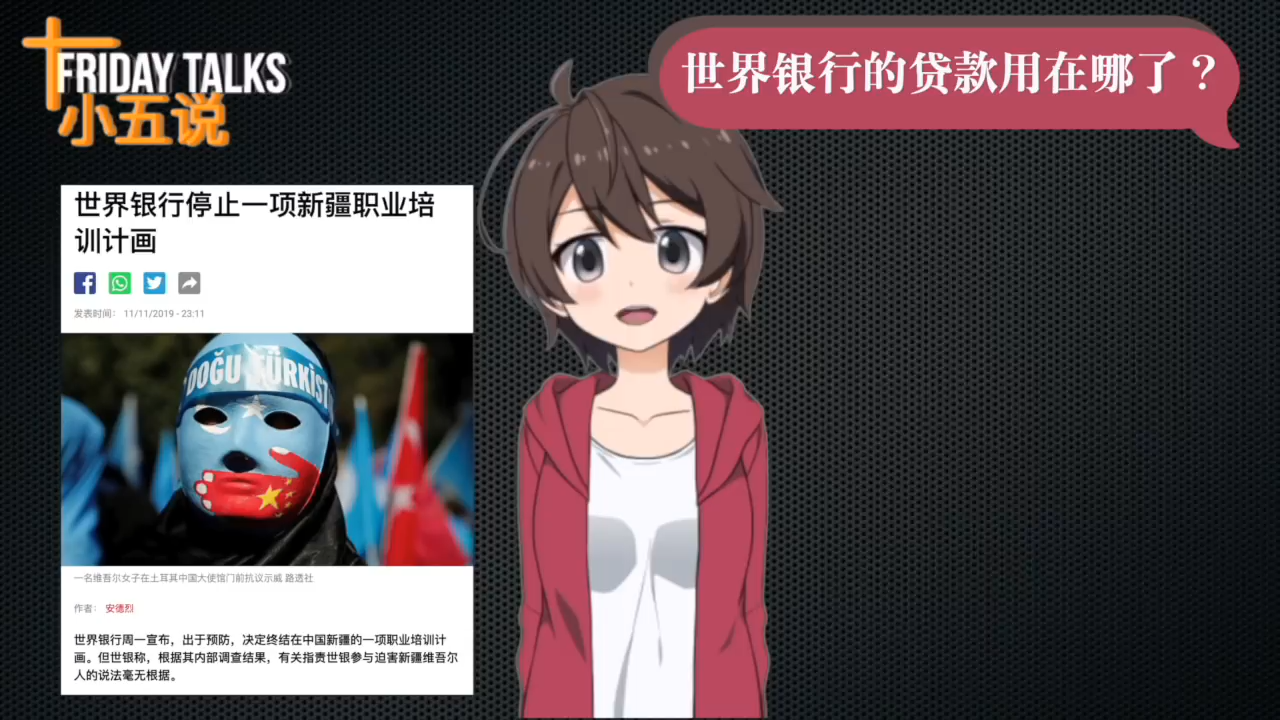 FRIDAY TALKS
小五说
世界银行的贷款用在哪了？
世界银行停止一项新疆职业培
训计画
发表时间： 11/11/2019 - 23:11
DOĞU TÜRKİST
一名维吾尔女子在土耳其中国大使馆门前抗议示威 路透社
作者： 安德烈
世界银行周一宣布，出于预防，决定终结在中国新疆的一项职业培训计
画。但世银称，根据其内部调查结果，有关指责世银参与迫害新疆维吾尔
人的说法毫无根据。